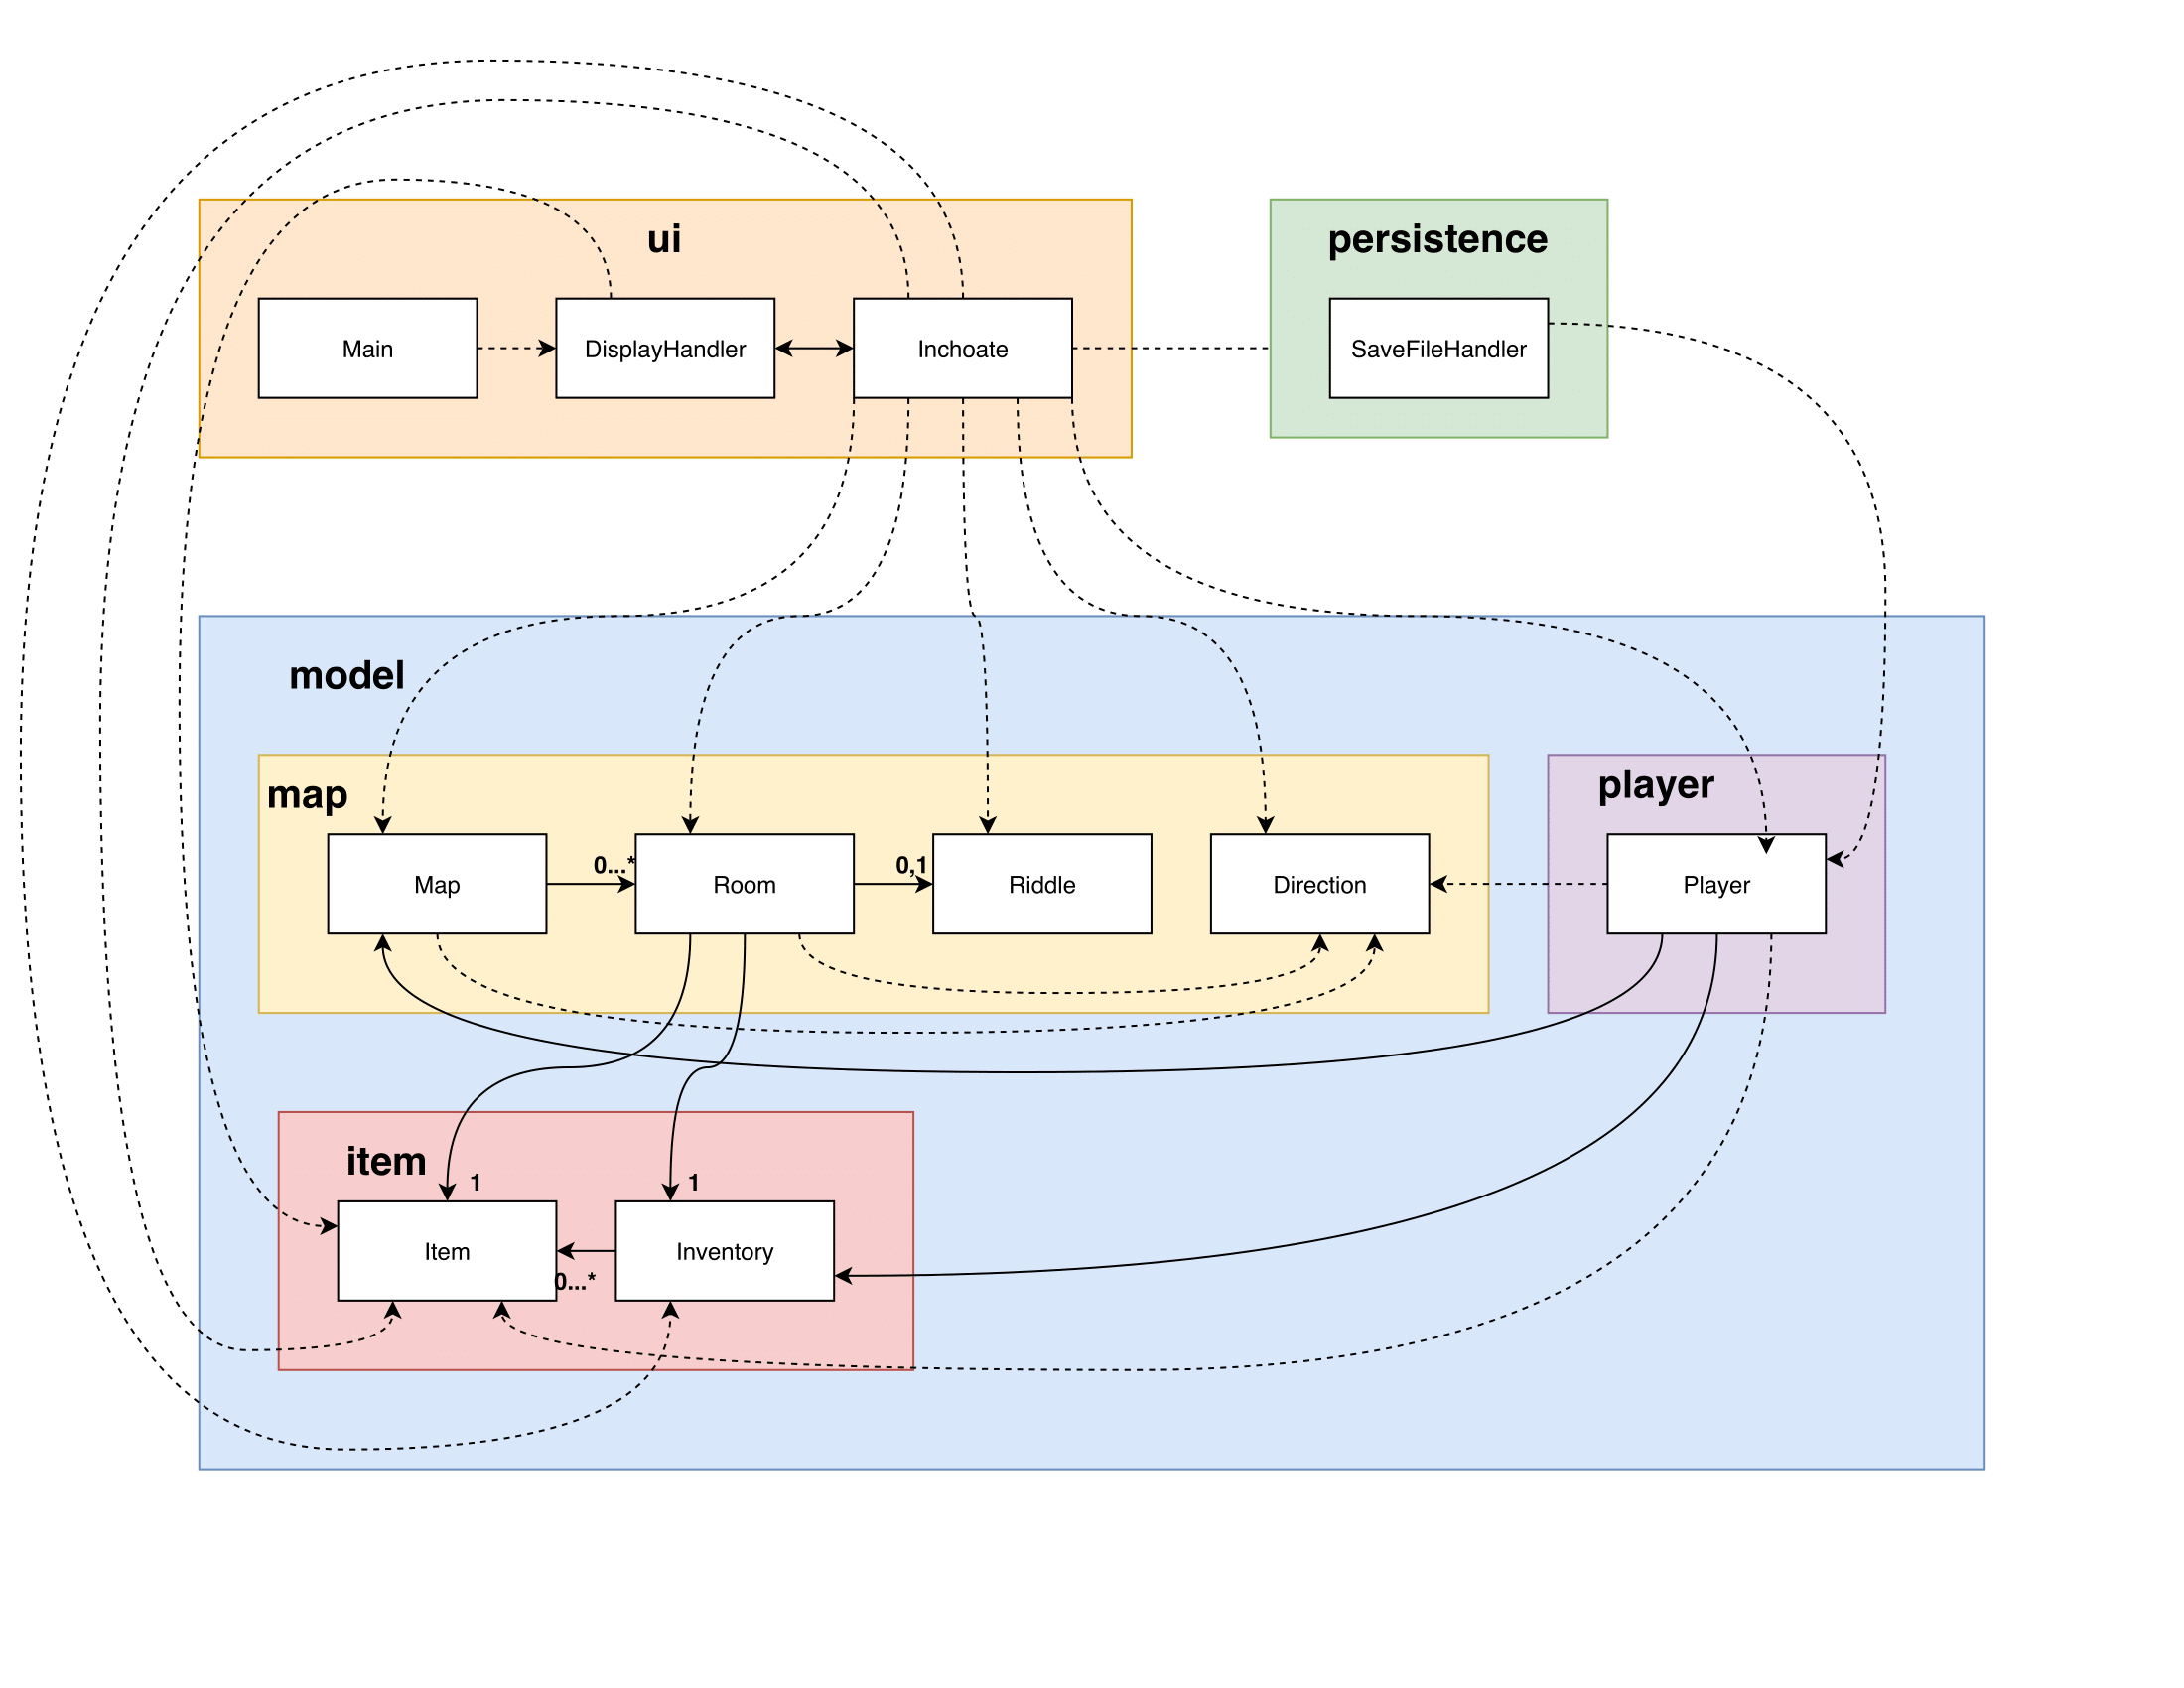 ui
persistence
Main
DisplayHandler
Inchoate
SaveFileHandler
model
map
player
0...*
0,1
Map
Room
Riddle
Direction
Player
item
1
1
Item
Inventory
0...*